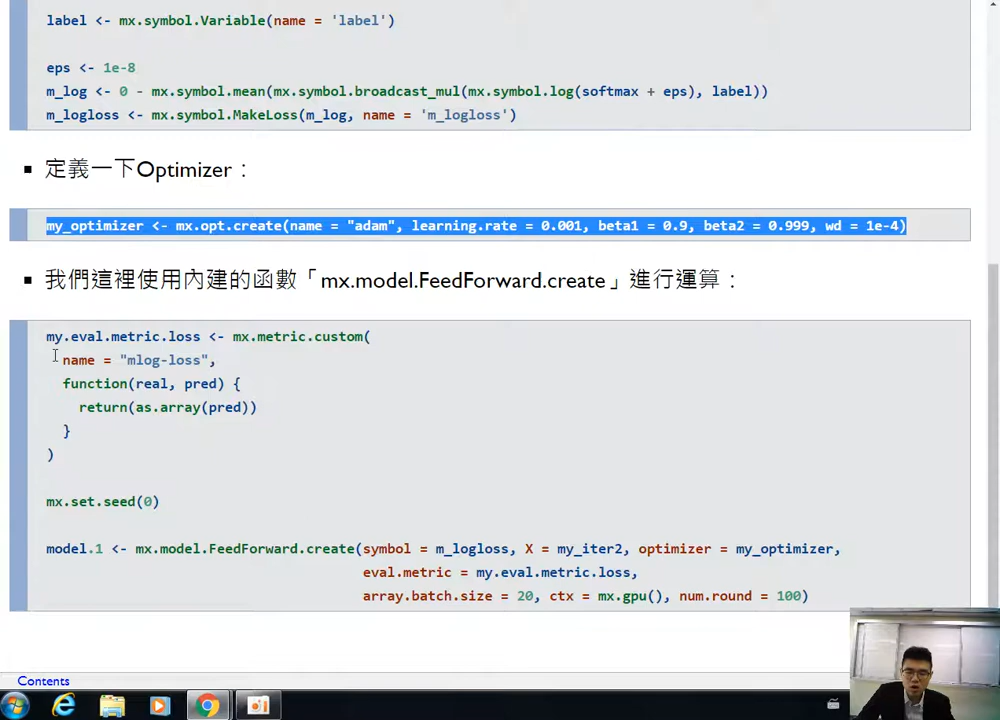 label <- mx.symbol.Variable(name = 'label')
eps <- 1e-8
m_log <- 0 - mx.symbol.mean(mx.symbol.broadcast_mul(mx.symbol.log(softmax + eps), label))
m_logloss <- mx.symbol.MakeLoss(m_log, name = 'm_logloss')
▪ 定義一下Optimizer：
my_optimizer <- mx.opt.create(name = "adam", learning.rate = 0.001, beta1 = 0.9, beta2 = 0.999, wd = 1e-4)
▪ 我們這裡使用內建的函數「mx.model.FeedForward.create」進行運算：
my.eval.metric.loss <- mx.metric.custom(
name = "mlog-loss",
function(real, pred) {
return(as.array(pred))
}
)
mx.set.seed(0)
model.1 <- mx.model.FeedForward.create(symbol = m_logloss, X = my_iter2, optimizer = my_optimizer,
eval.metric = my.eval.metric.loss,
array.batch.size = 20, ctx = mx.gpu(), num.round = 100)
Contents